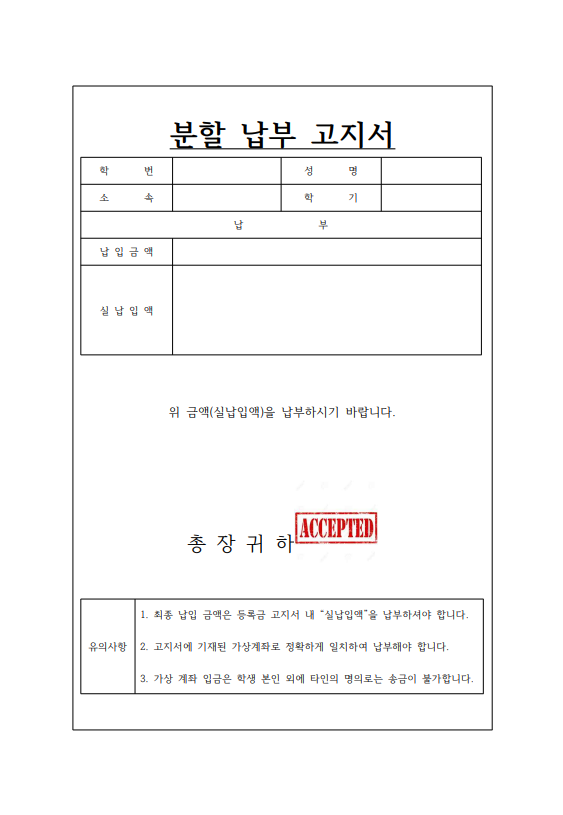 분할 납부 고지서
학 번 성 명
소 속 학 기
납 부
납 입 금 액
실 납 입 액
위 금액(실납입액)을 납부하시기 바랍니다.
총 장 귀 하
ACCEPTED
1. 최종 납입 금액은 등록금 고지서 내 "실납입액"을 납부하셔야 합니다.
유의사항 2. 고지서에 기재된 가상계좌로 정확하게 일치하여 납부해야 합니다.
3. 가상 계좌 입금은 학생 본인 외에 타인의 명의로는 송금이 불가합니다.